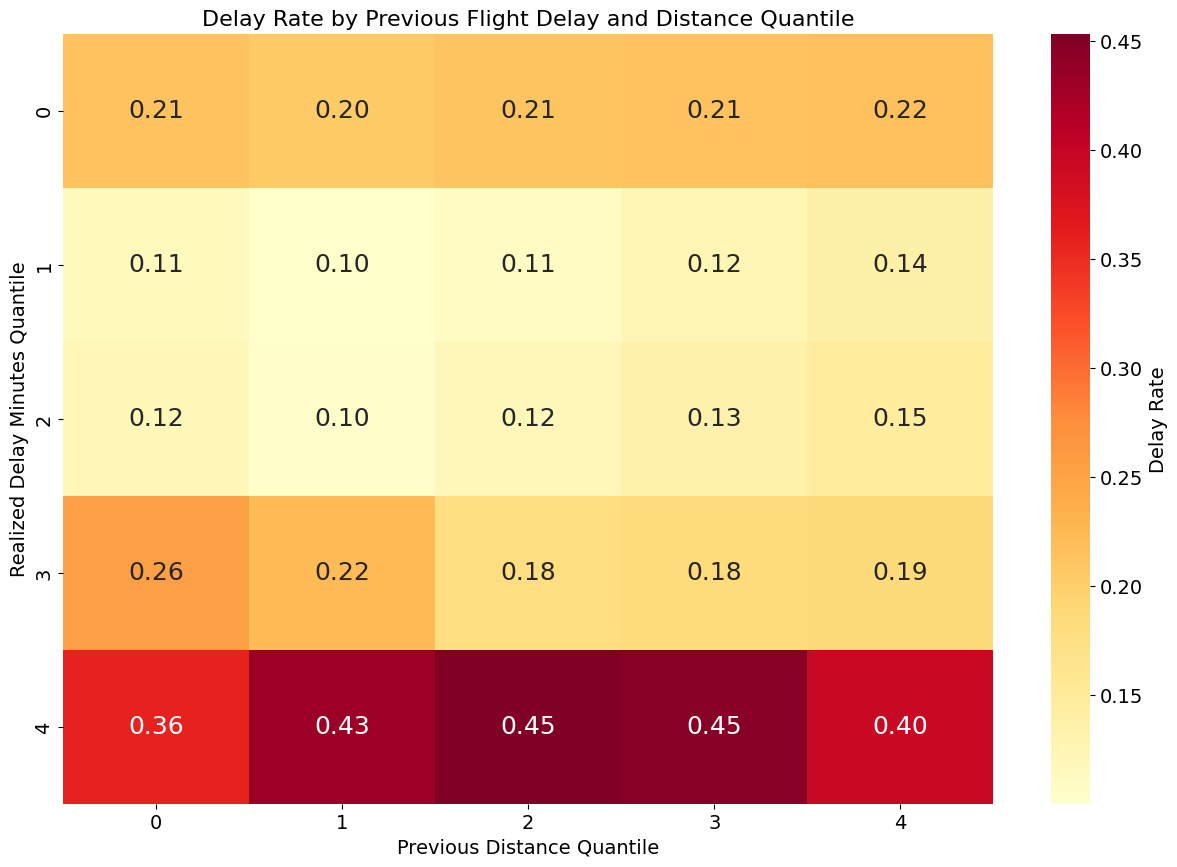 Delay Rate by Previous Flight Delay and Distance Quantile
Realized Delay Minutes Quantile
0 0.21 0.20 0.21 0.21 0.22
1 0.11 0.10 0.11 0.12 0.14
2 0.12 0.10 0.12 0.13 0.15
3 0.26 0.22 0.18 0.18 0.19
4 0.36 0.43 0.45 0.45 0.40
0 1 2 3 4
Previous Distance Quantile
0.45
0.40
0.35
0.30
0.25
0.20
0.15
Delay Rate